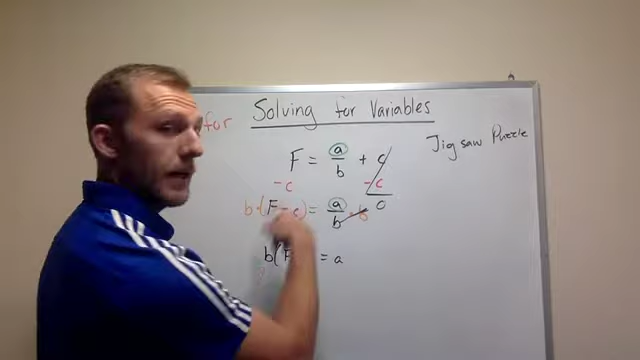 Solving for Variables
for
Jigsaw Puzzle
F = a/b + c
-c -c
b·(F - c) = a/b · b 0
b(F = a